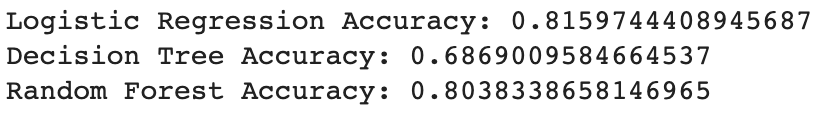 Logistic Regression Accuracy: 0.8159744408945687
Decision Tree Accuracy: 0.6869009584664537
Random Forest Accuracy: 0.8038338658146965